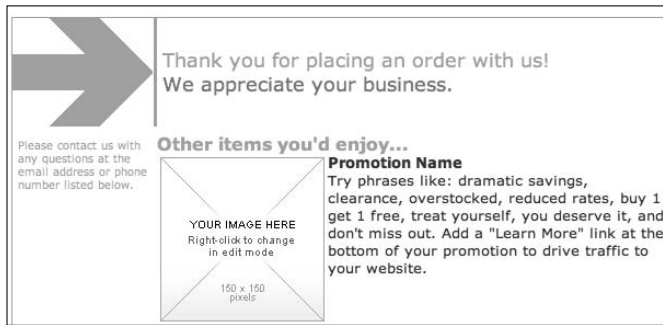 Thank you for placing an order with us!
We appreciate your business.
Please contact us with
any questions at the
email address or phone
number listed below.
Other items you'd enjoy...
YOUR IMAGE HERE
Right-click to change
in edit mode
150 x 150
pixels
Promotion Name
Try phrases like: dramatic savings,
clearance, overstocked, reduced rates, buy 1
get 1 free, treat yourself, you deserve it, and
don't miss out. Add a "Learn More" link at the
bottom of your promotion to drive traffic to
your website.